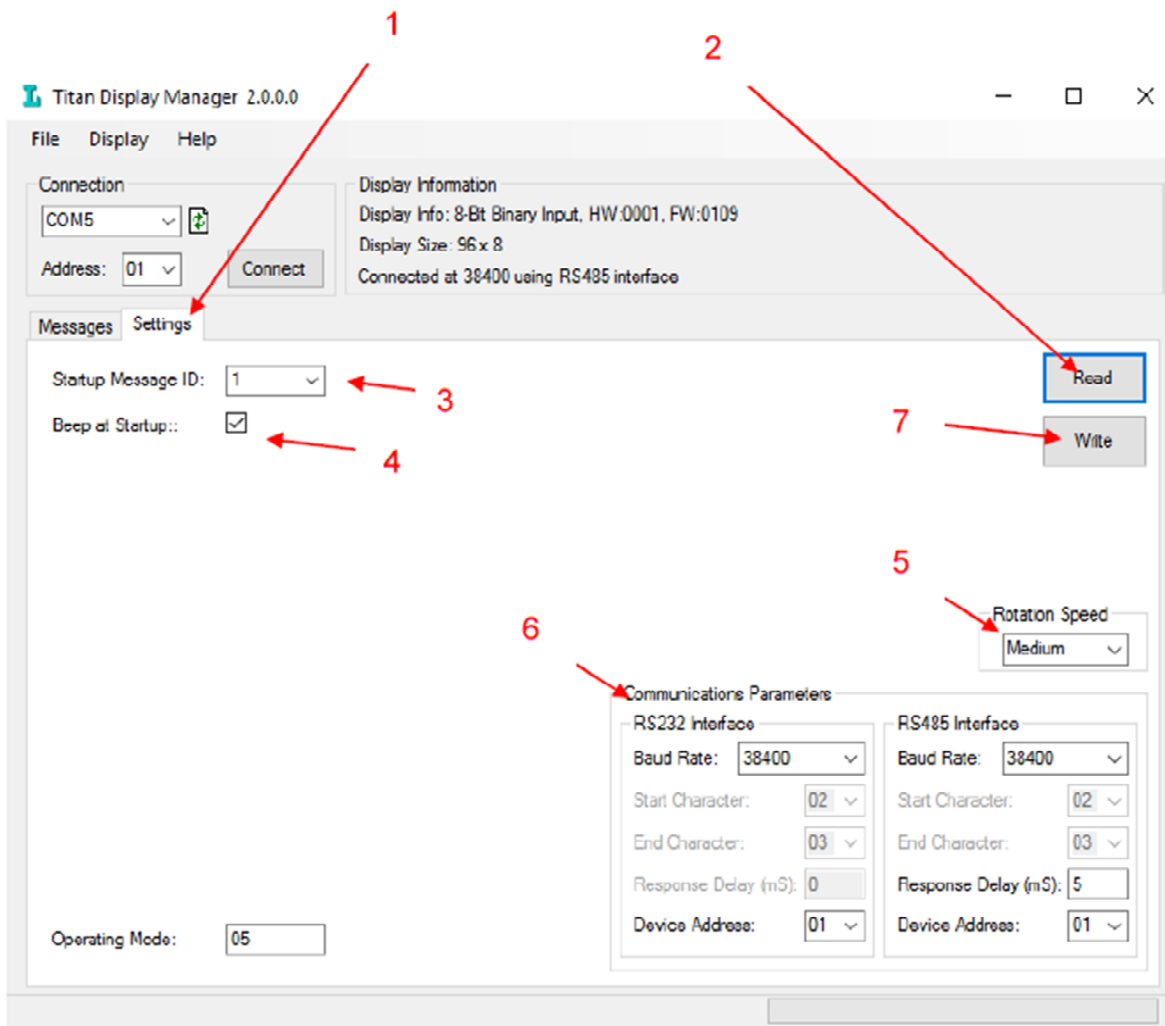 1
2
Titan Display Manager 2.0.0.0
File Display Help
Connection
COM5
Address: 01 Connect
Display Information
Display Info: 8-Bit Binary Input, HW:0001, FW:0109
Display Size: 96 x 8
Connected at 38400 using RS485 interface
Messages Settings
Startup Message ID: 1
3
Read
Beep at Startup::
4
7
Write
5
Rotation Speed
Medium
6
Communications Parameters
RS232 Interface
Baud Rate: 38400
Start Character: 02
End Character: 03
Response Delay (mS): 0
Device Address: 01
RS485 Interface
Baud Rate: 38400
Start Character: 02
End Character: 03
Response Delay (mS): 5
Device Address: 01
Operating Mode: 05